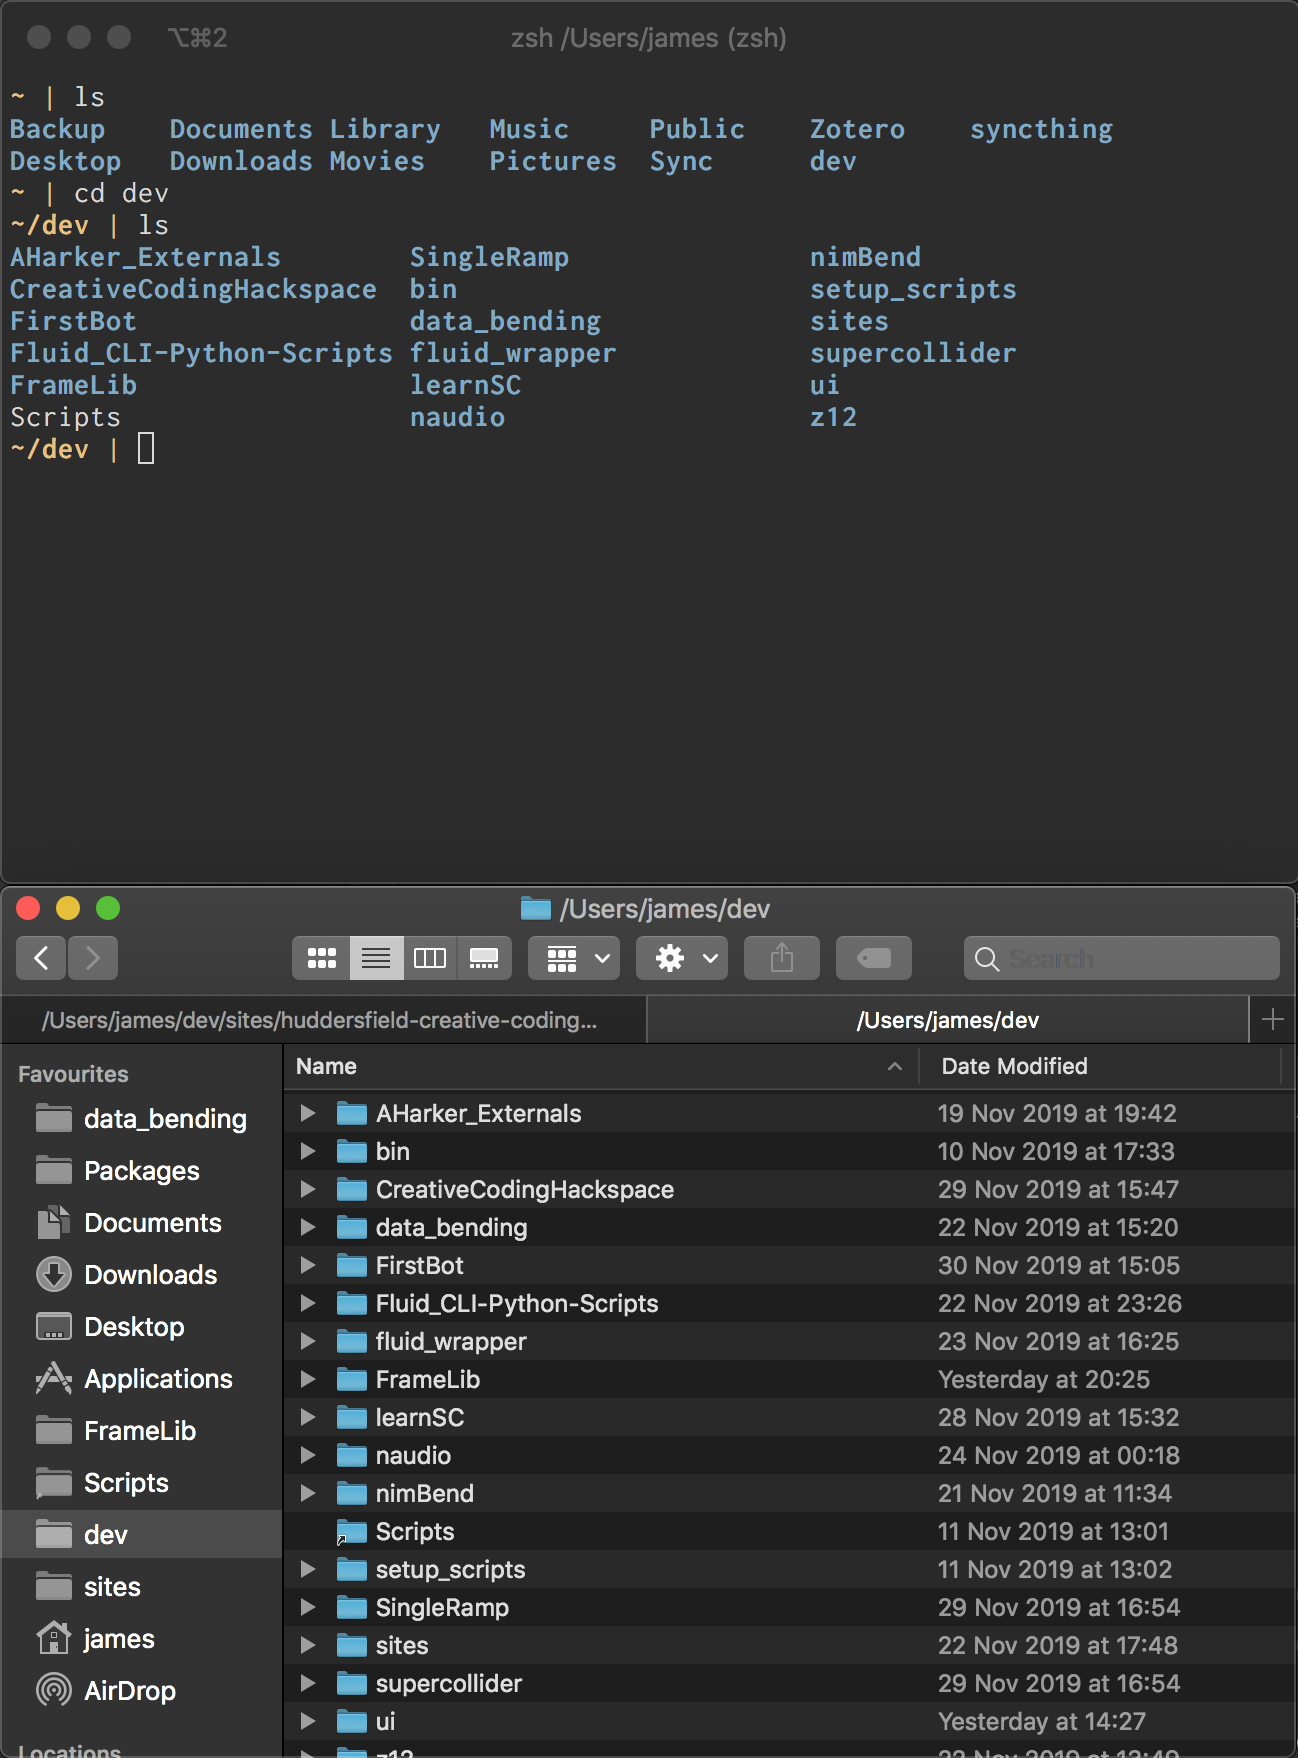 ⌥⌘2 zsh /Users/james (zsh)
~ | ls
Backup Documents Library Music Public Zotero syncthing
Desktop Downloads Movies Pictures Sync dev
~ | cd dev
~/dev | ls
AHarker_Externals SingleRamp nimBend
CreativeCodingHackspace bin setup_scripts
FirstBot data_bending sites
Fluid_CLI-Python-Scripts fluid_wrapper supercollider
FrameLib learnSC ui
Scripts naudio z12
~/dev |
/Users/james/dev
Search
/Users/james/dev/sites/huddersfield-creative-coding... /Users/james/dev
Favourites
data_bending
Packages
Documents
Downloads
Desktop
Applications
FrameLib
Scripts
dev
sites
james
AirDrop
Locations
Name Date Modified
AHarker_Externals 19 Nov 2019 at 19:42
bin 10 Nov 2019 at 17:33
CreativeCodingHackspace 29 Nov 2019 at 15:47
data_bending 22 Nov 2019 at 15:20
FirstBot 30 Nov 2019 at 15:05
Fluid_CLI-Python-Scripts 22 Nov 2019 at 23:26
fluid_wrapper 23 Nov 2019 at 16:25
FrameLib Yesterday at 20:25
learnSC 28 Nov 2019 at 15:32
naudio 24 Nov 2019 at 00:18
nimBend 21 Nov 2019 at 11:34
Scripts 11 Nov 2019 at 13:01
setup_scripts 11 Nov 2019 at 13:02
SingleRamp 29 Nov 2019 at 16:54
sites 22 Nov 2019 at 17:48
supercollider 29 Nov 2019 at 16:54
ui Yesterday at 14:27
z12 22 Nov 2019 at 13:49